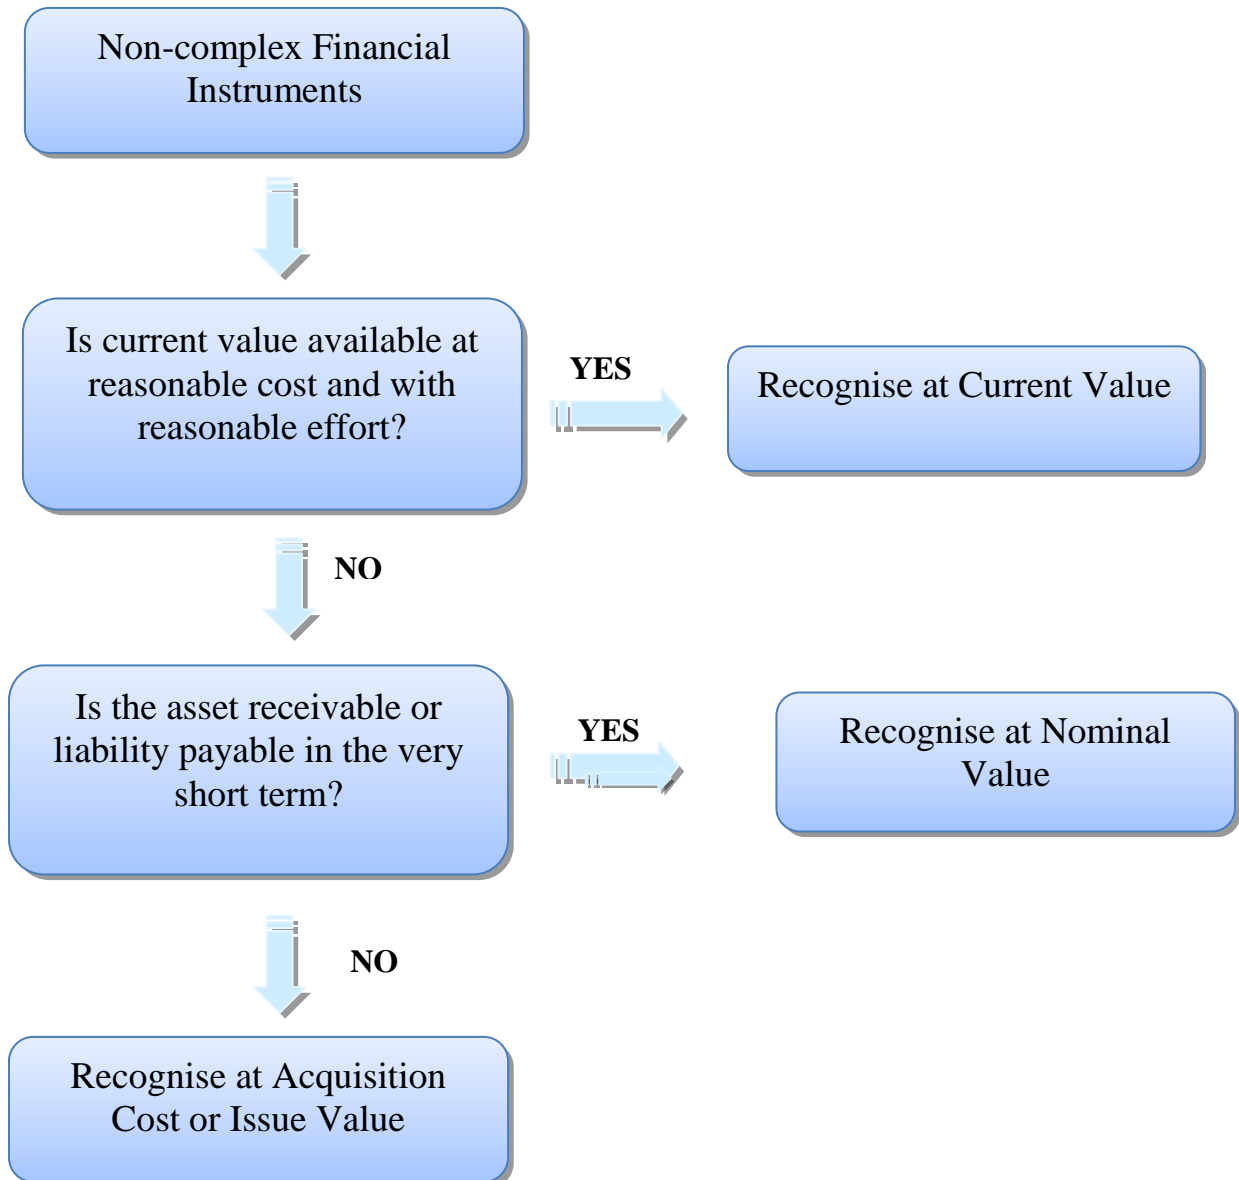 Non-complex Financial
Instruments
Is current value available at
reasonable cost and with
reasonable effort?
YES
Recognise at Current Value
NO
Is the asset receivable or
liability payable in the very
short term?
YES
Recognise at Nominal
Value
NO
Recognise at Acquisition
Cost or Issue Value